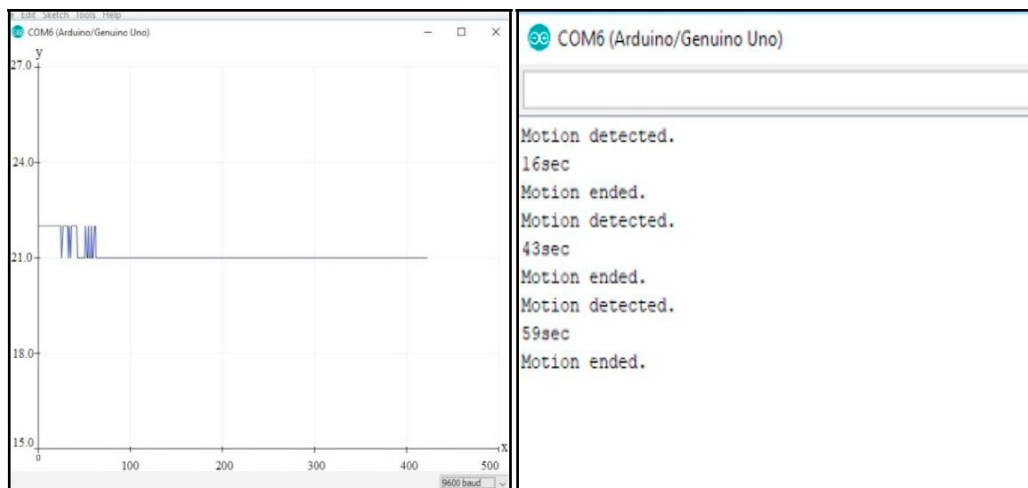 Edit Sketch Tools Help
COM6 (Arduino/Genuino Uno)
y
27.0
24.0
21.0
18.0
15.0
0
100
200
300
400
500
x
9600 baud
COM6 (Arduino/Genuino Uno)
Motion detected.
16sec
Motion ended.
Motion detected.
43sec
Motion ended.
Motion detected.
59sec
Motion ended.